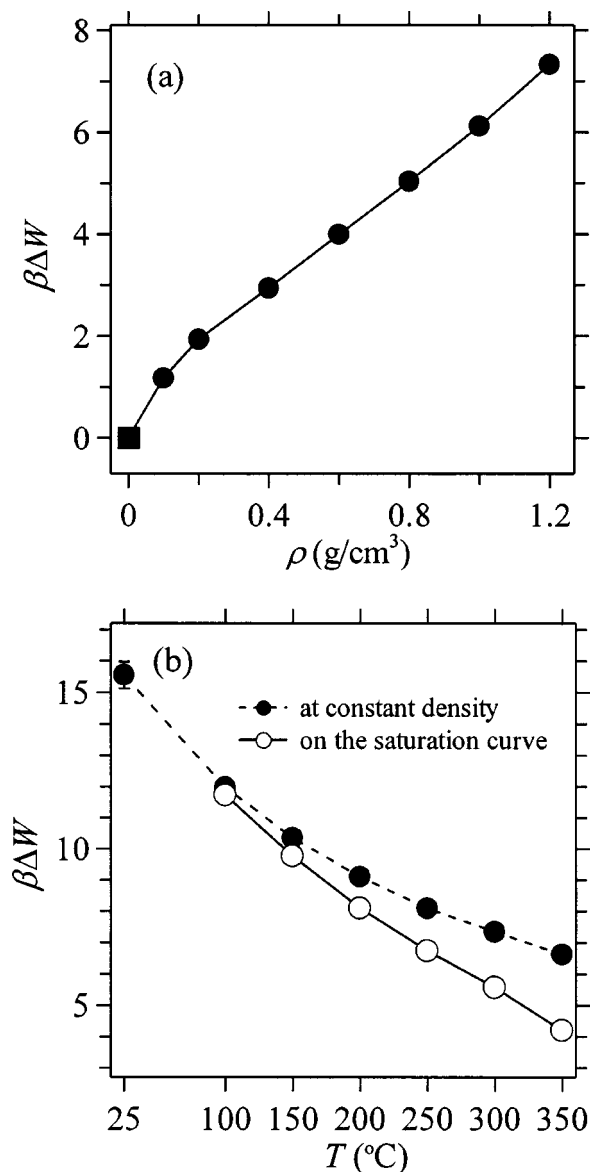 (a)
βΔW
8
6
4
2
0
0 0.4 0.8 1.2
ρ (g/cm³)
(b)
at constant density
on the saturation curve
βΔW
15
10
5
25 100 150 200 250 300 350
T (°C)